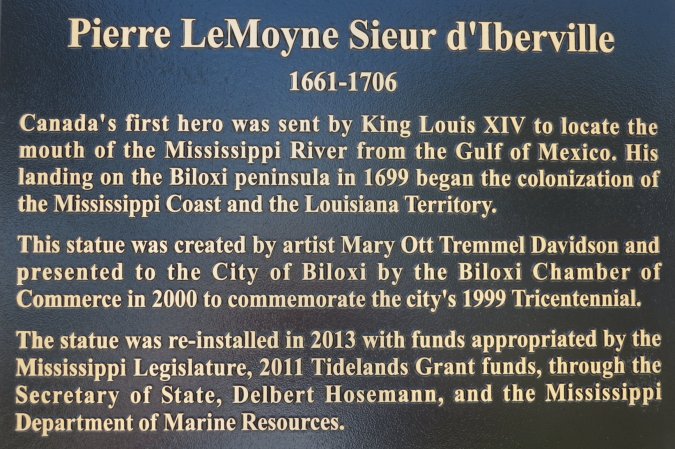 Pierre LeMoyne Sieur d'Iberville
1661-1706
Canada's first hero was sent by King Louis XIV to locate the
mouth of the Mississippi River from the Gulf of Mexico. His
landing on the Biloxi peninsula in 1699 began the colonization of
the Mississippi Coast and the Louisiana Territory.
This statue was created by artist Mary Ott Tremmel Davidson and
presented to the City of Biloxi by the Biloxi Chamber of
Commerce in 2000 to commemorate the city's 1999 Tricentennial.
The statue was re-installed in 2013 with funds appropriated by the
Mississippi Legislature, 2011 Tidelands Grant funds, through the
Secretary of State, Delbert Hosemann, and the Mississippi
Department of Marine Resources.